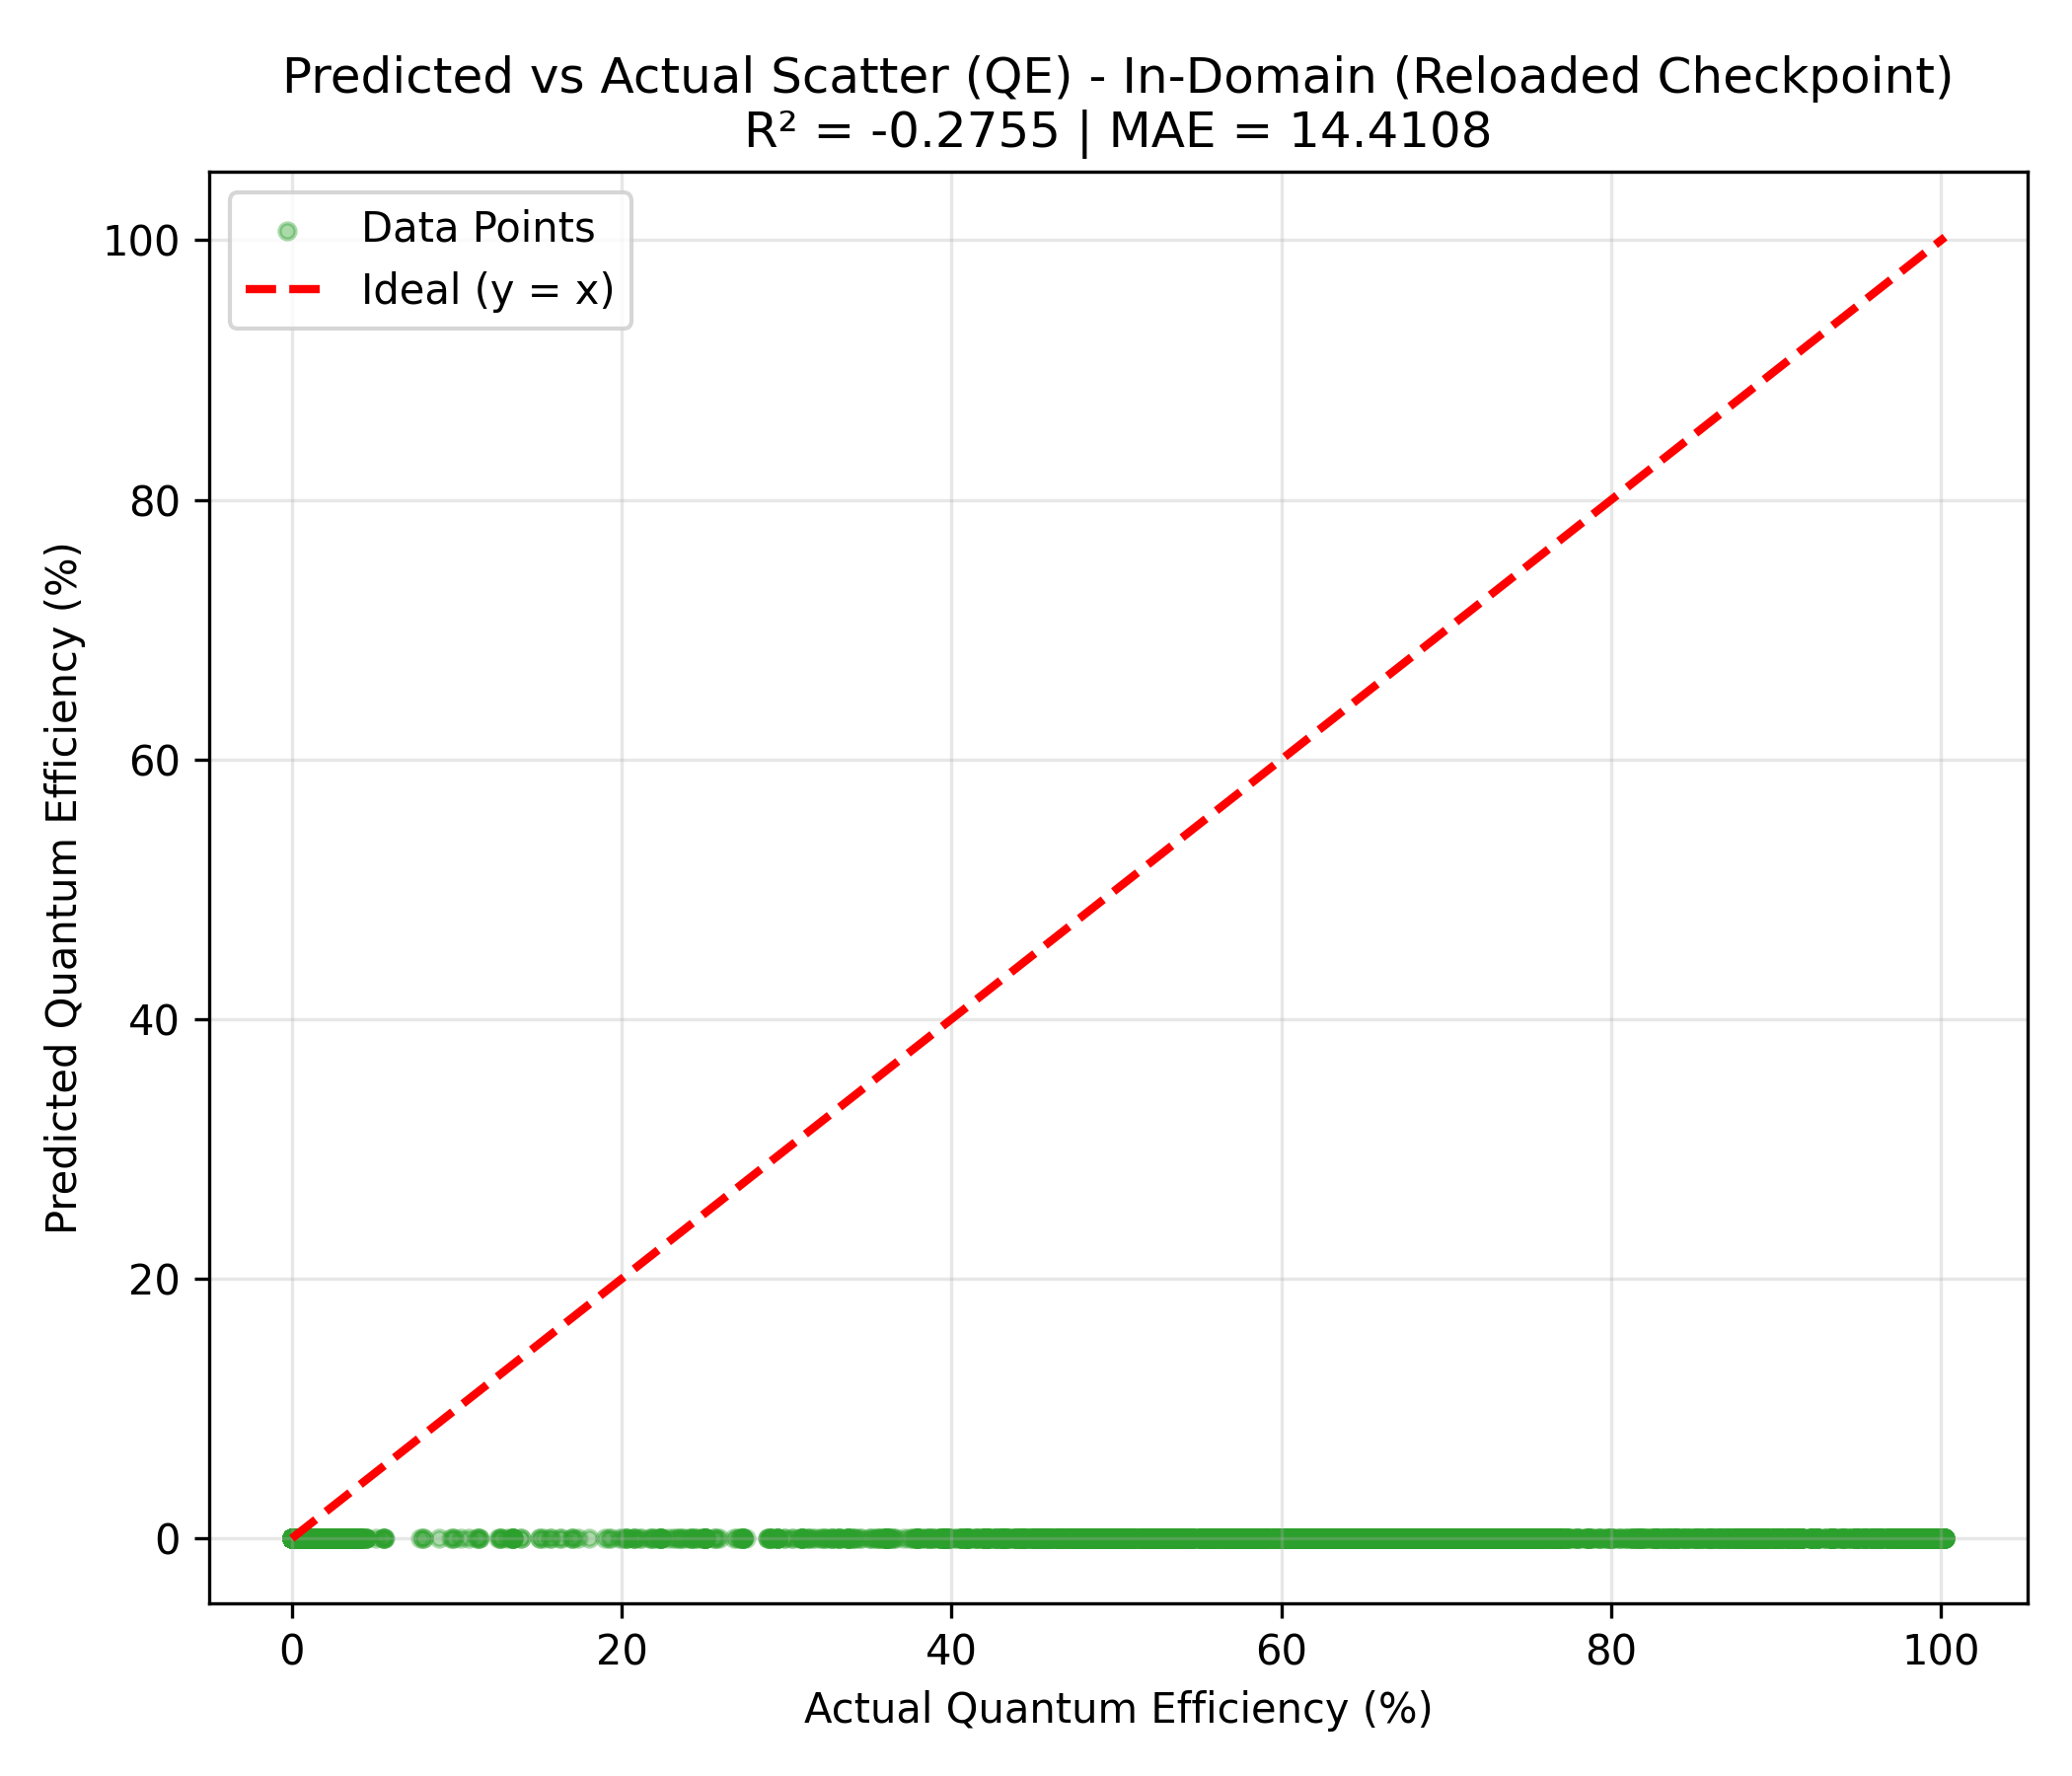 Predicted vs Actual Scatter (QE) - In-Domain (Reloaded Checkpoint)
R² = -0.2755 | MAE = 14.4108
Data Points
Ideal (y = x)
100
80
60
40
20
0
Predicted Quantum Efficiency (%)
0 20 40 60 80 100
Actual Quantum Efficiency (%)